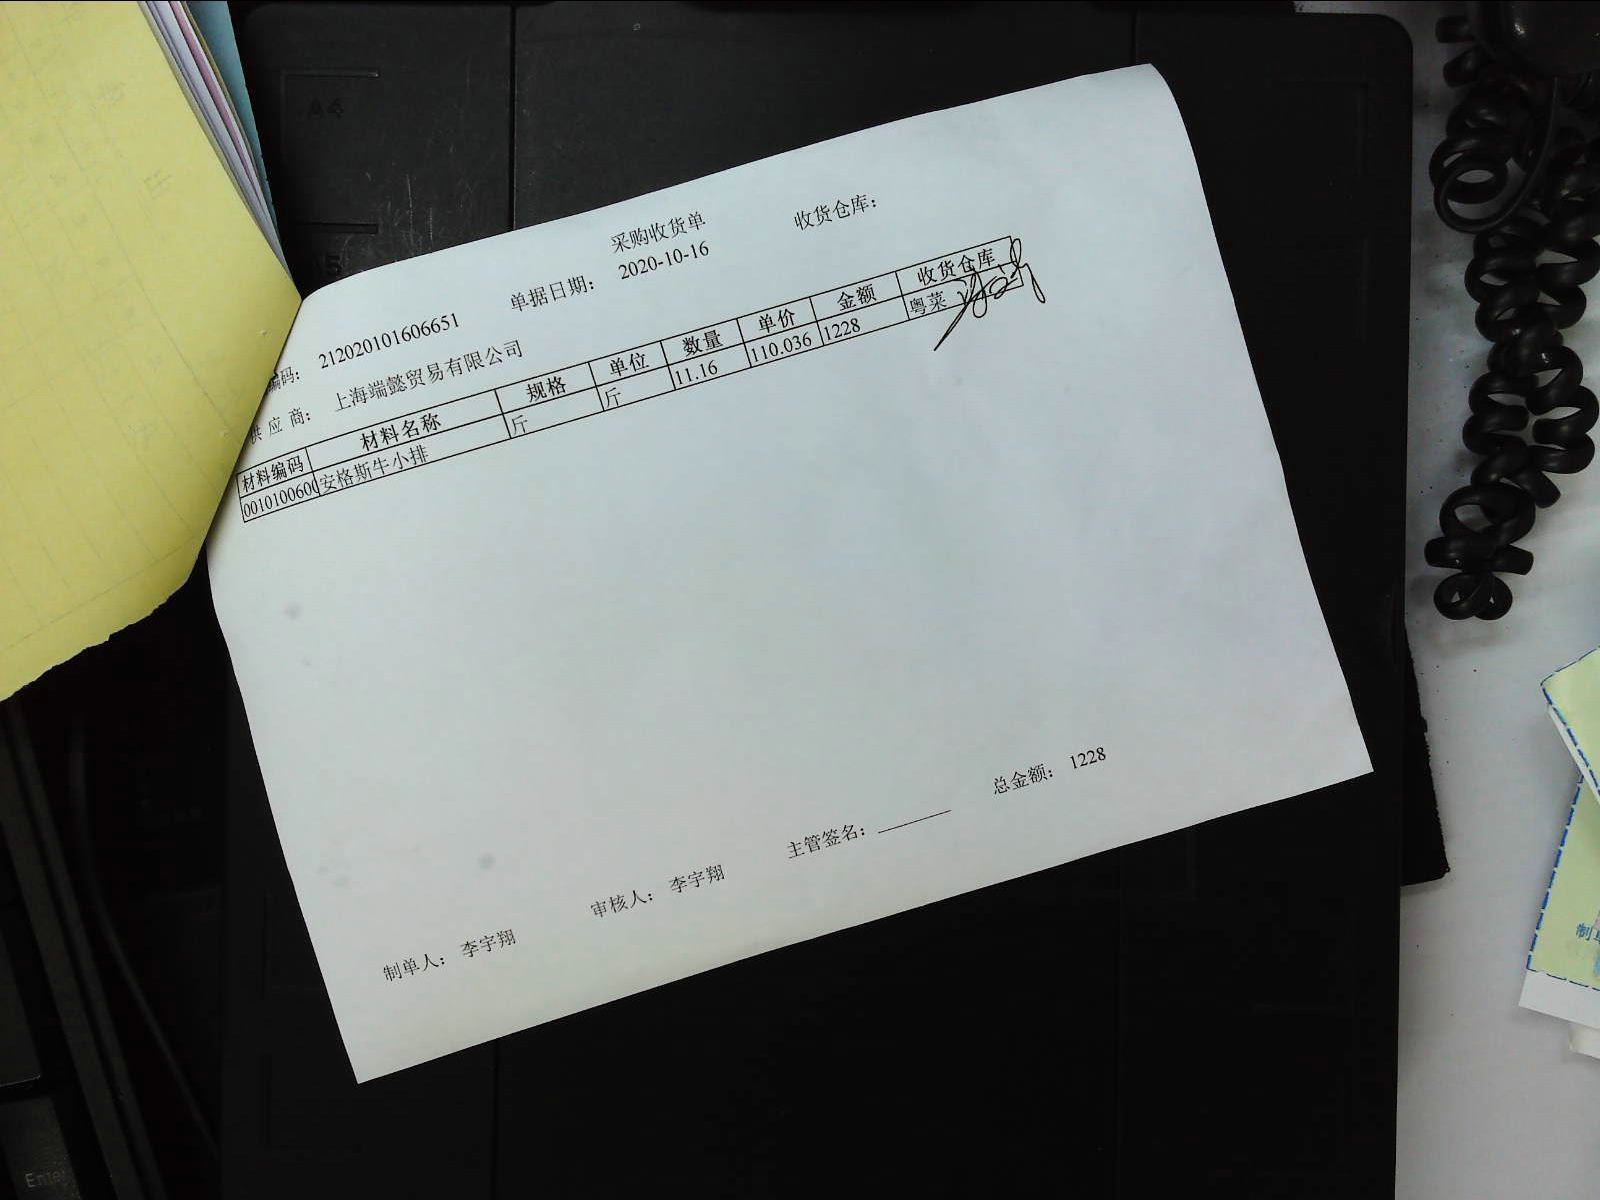 采购收货单
收货仓库：
单据日期： 2020-10-16
编码： 212020101606651
供应商： 上海端懿贸易有限公司
材料编码 材料名称 规格 单位 数量 单价 金额 收货仓库
0010100600 安格斯牛小排 斤 斤 11.16 110.036 1228 粤菜
总金额： 1228
主管签名：
审核人： 李宇翔
制单人： 李宇翔
A4
Enter